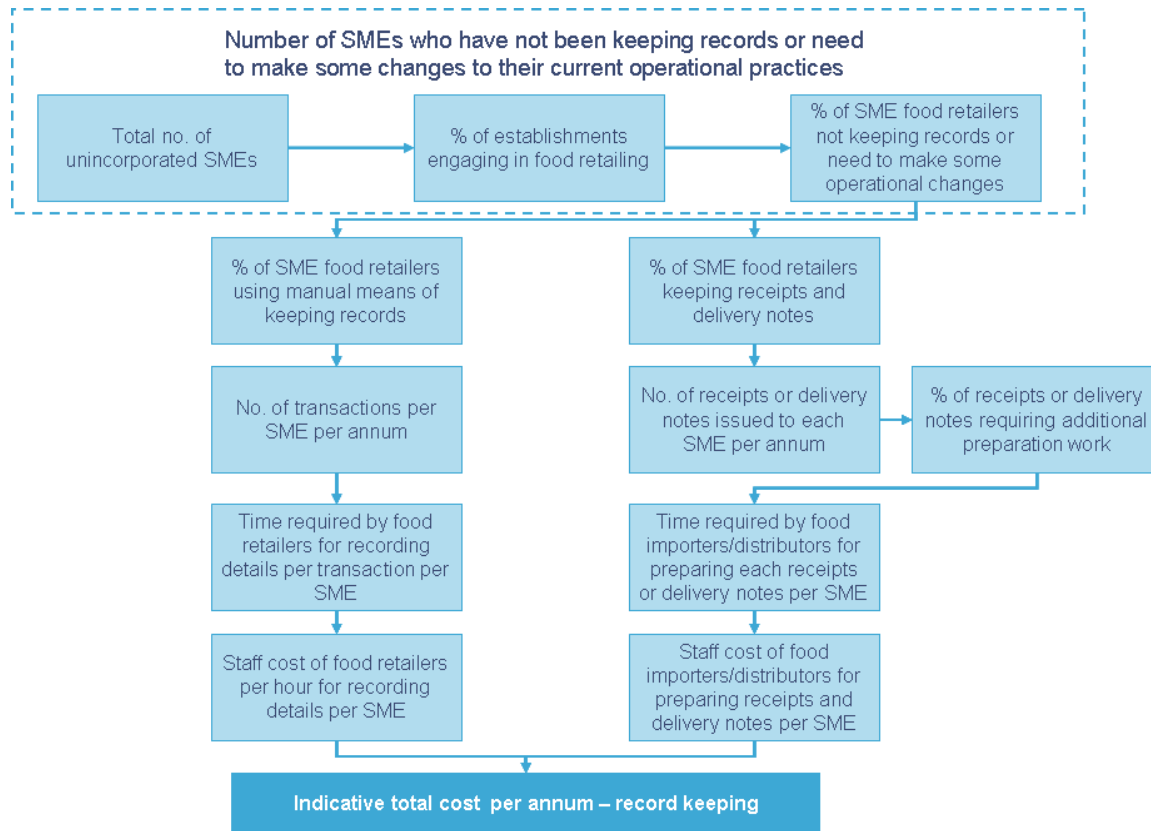 Number of SMEs who have not been keeping records or need
to make some changes to their current operational practices
Total no. of
unincorporated SMEs
% of establishments
engaging in food retailing
% of SME food retailers
not keeping records or
need to make some
operational changes
% of SME food retailers
using manual means of
keeping records
% of SME food retailers
keeping receipts and
delivery notes
No. of transactions per
SME per annum
No. of receipts or delivery
notes issued to each
SME per annum
% of receipts or delivery
notes requiring additional
preparation work
Time required by food
retailers for recording
details per transaction per
SME
Time required by food
importers/distributors for
preparing each receipts
or delivery notes per SME
Staff cost of food retailers
per hour for recording
details per SME
Staff cost of food
importers/distributors for
preparing receipts and
delivery notes per SME
Indicative total cost per annum – record keeping